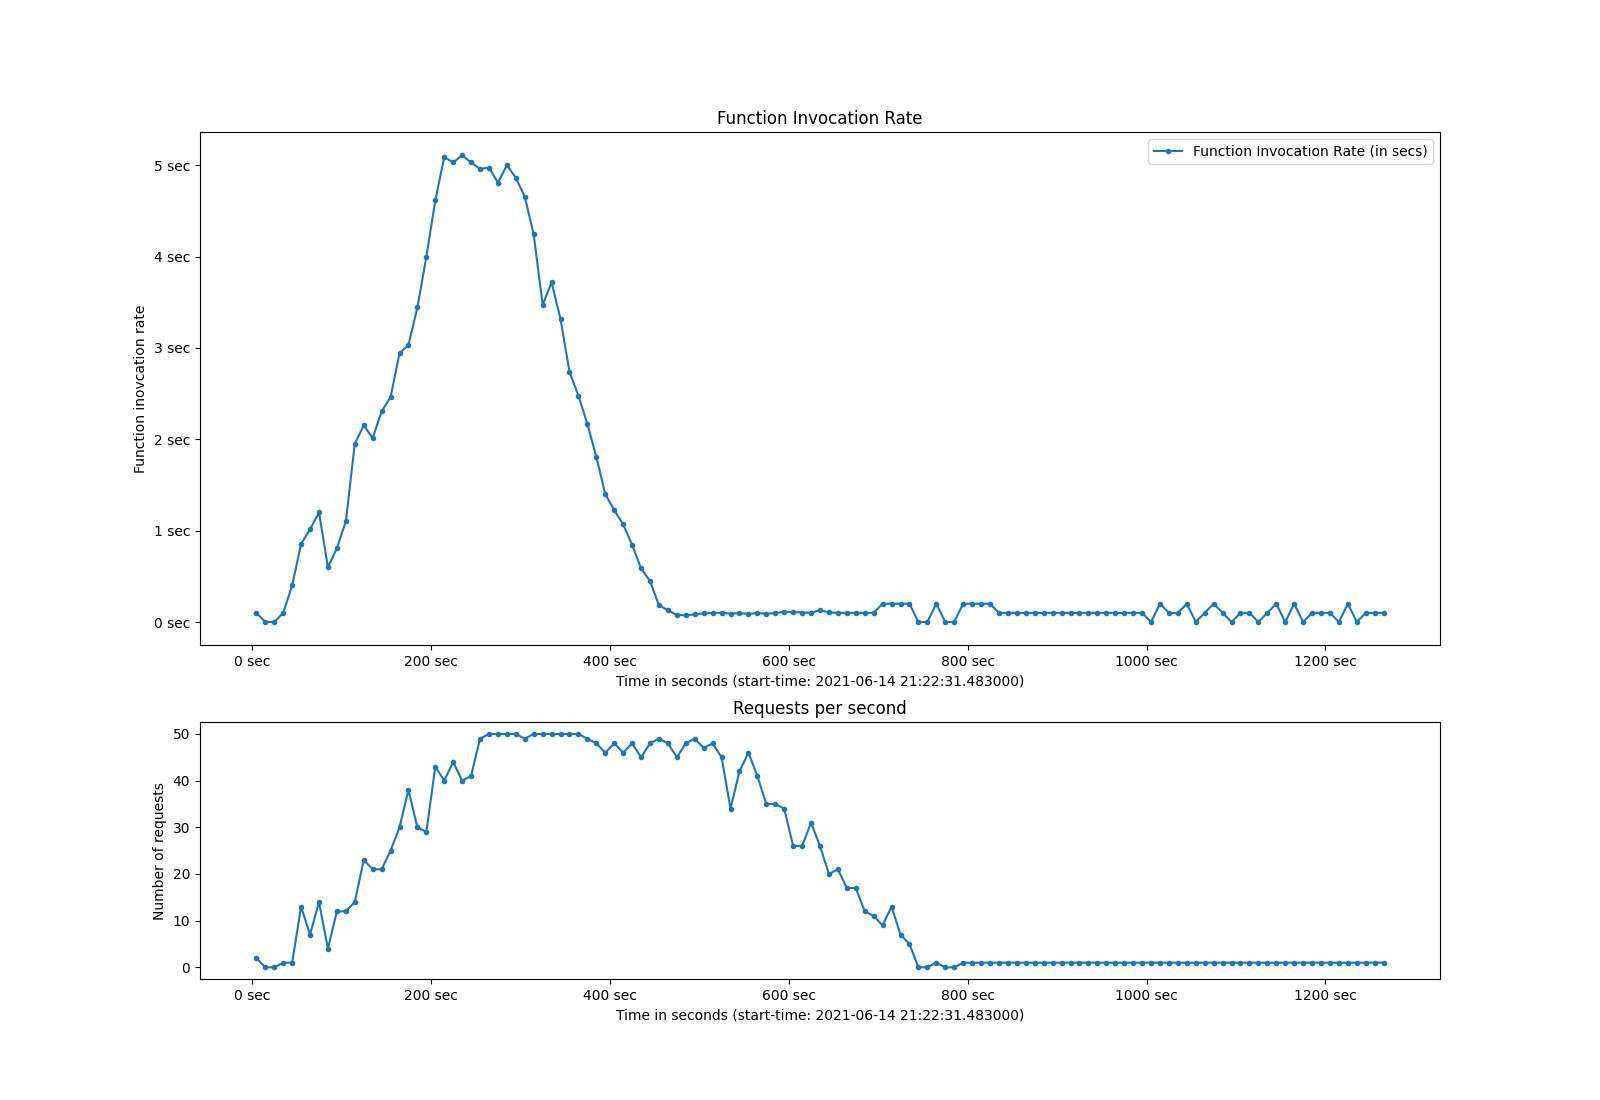 Function Invocation Rate
Function Invocation Rate (in secs)
5 sec
4 sec
3 sec
2 sec
1 sec
0 sec
Function inovcation rate
0 sec 200 sec 400 sec 600 sec 800 sec 1000 sec 1200 sec
Time in seconds (start-time: 2021-06-14 21:22:31.483000)
Requests per second
50
40
30
20
10
0
Number of requests
0 sec 200 sec 400 sec 600 sec 800 sec 1000 sec 1200 sec
Time in seconds (start-time: 2021-06-14 21:22:31.483000)